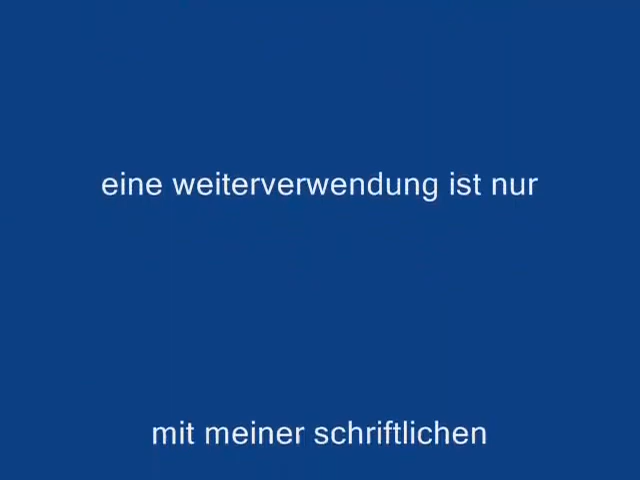 eine weiterverwendung ist nur
mit meiner schriftlichen